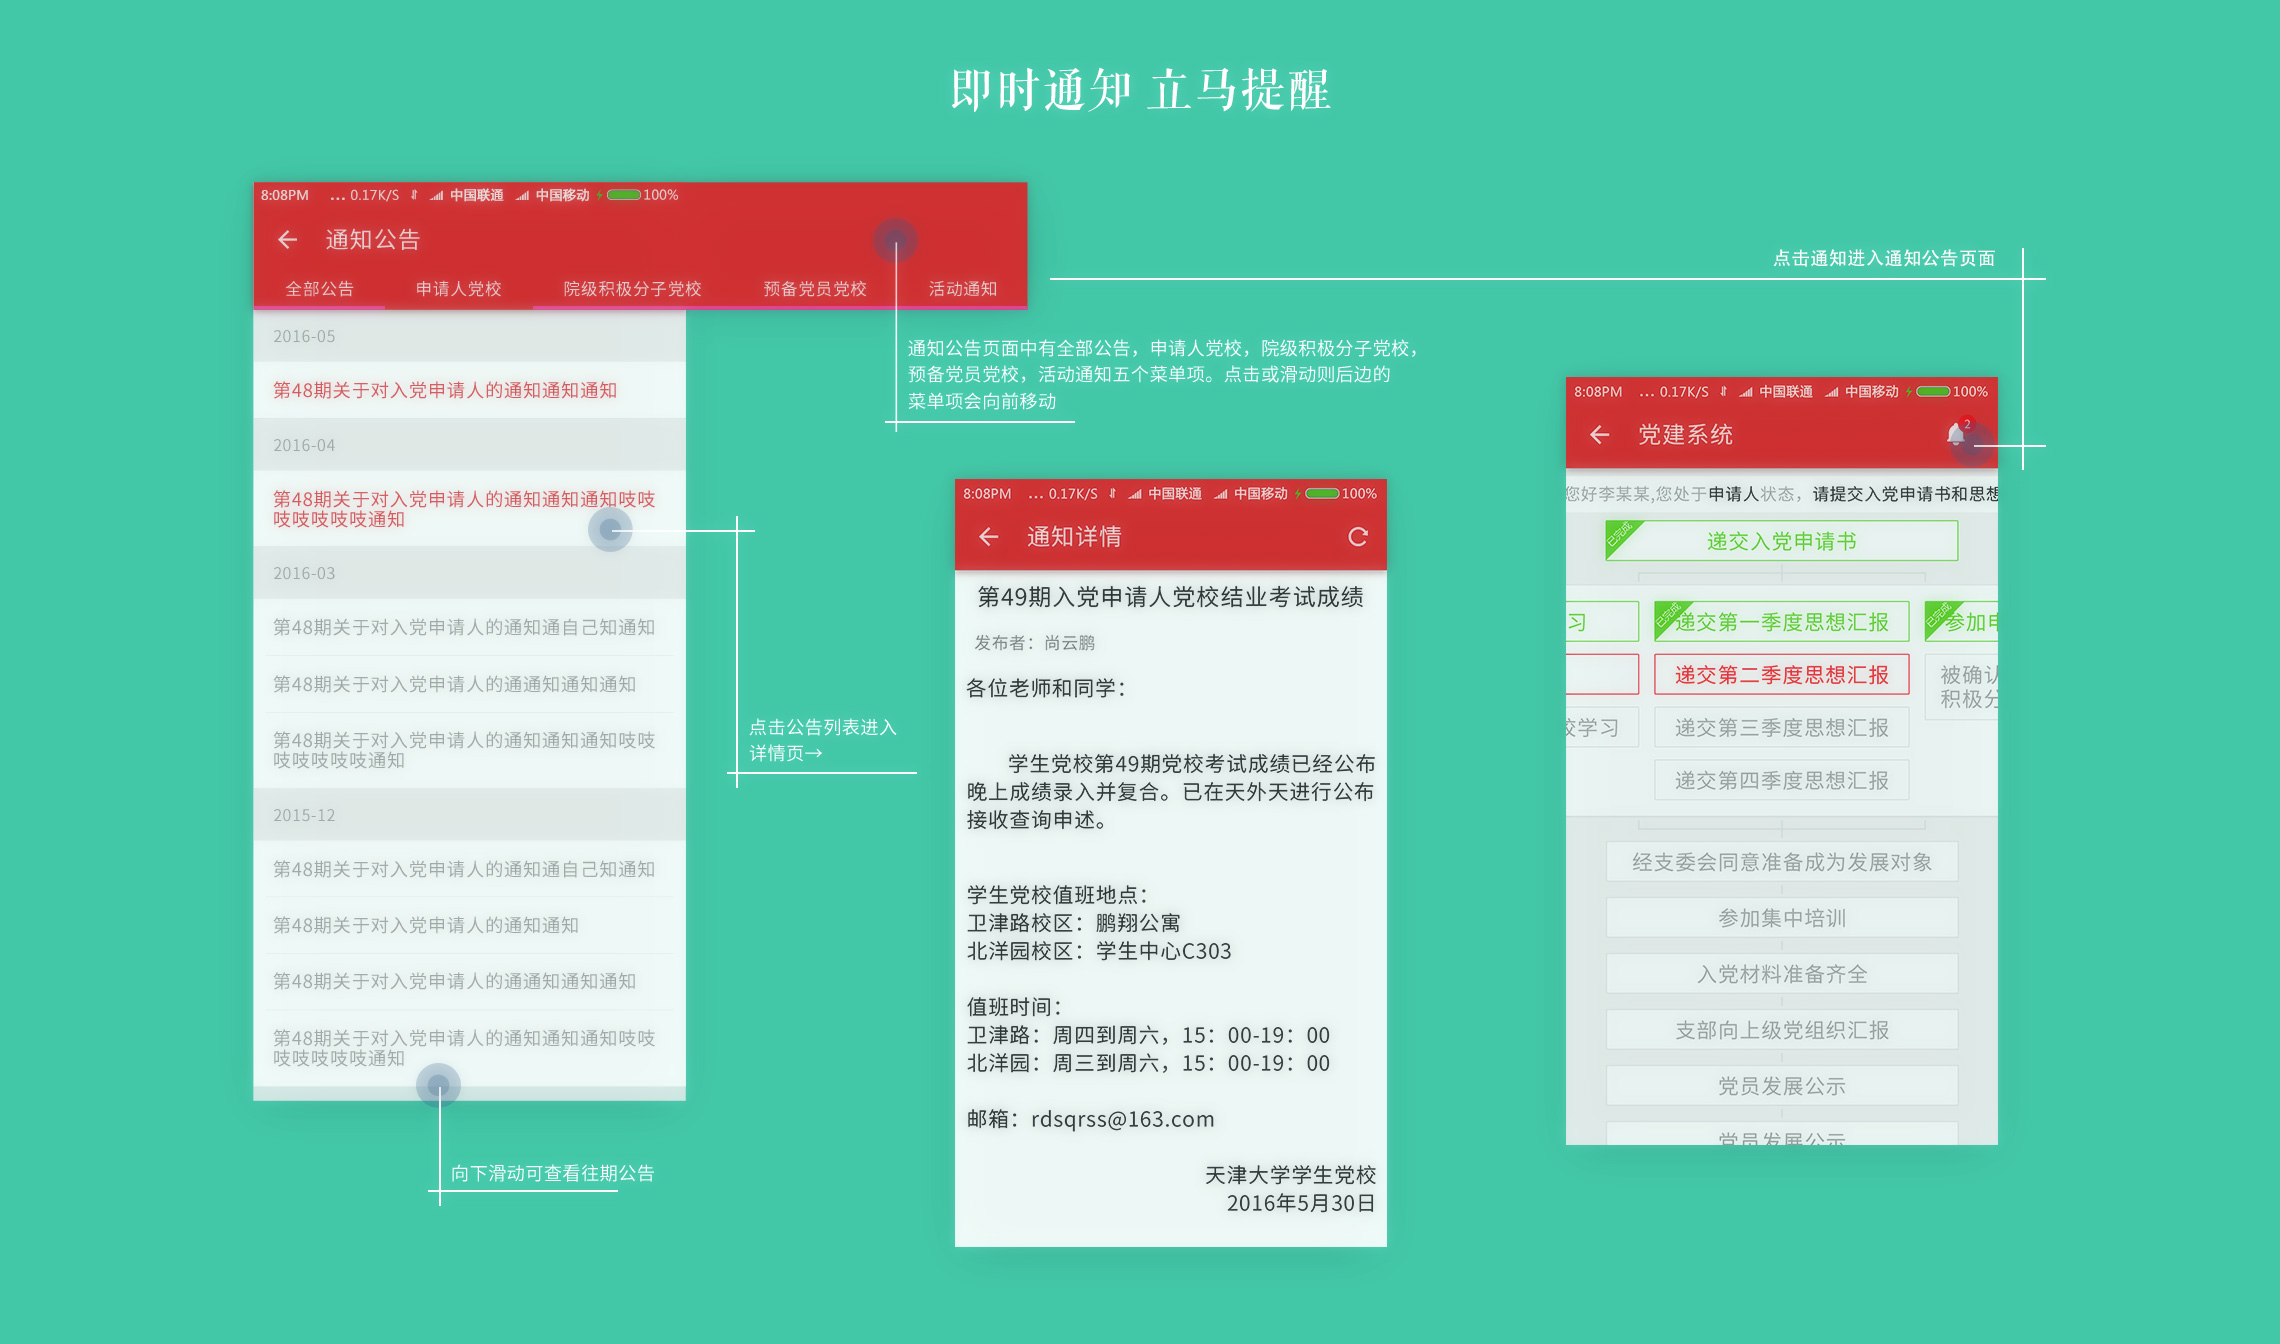 即时通知 立马提醒
8:08PM ... 0.17K/S 中国联通 中国移动 100%
通知公告
全部公告 申请人党校 院级积极分子党校 预备党员党校 活动通知
2016-05
第48期关于对入党申请人的通知通知通知
2016-04
第48期关于对入党申请人的通知通知通知吱吱
吱吱吱吱吱通知
2016-03
第48期关于对入党申请人的通知通自己知通知
第48期关于对入党申请人的通通知通知通知
第48期关于对入党申请人的通知通知通知吱吱
吱吱吱吱吱通知
2015-12
第48期关于对入党申请人的通知通自己知通知
第48期关于对入党申请人的通知通知
第48期关于对入党申请人的通通知通知通知
第48期关于对入党申请人的通知通知通知吱吱
吱吱吱吱吱通知
向下滑动可查看往期公告
通知公告页面中有全部公告，申请人党校，院级积极分子党校，
预备党员党校，活动通知五个菜单项。点击或滑动则后边的
菜单项会向前移动
点击公告列表进入
详情页→
8:08PM ... 0.17K/S 中国联通 中国移动 100%
通知详情
第49期入党申请人党校结业考试成绩
发布者：尚云鹏
各位老师和同学：
学生党校第49期党校考试成绩已经公布
晚上成绩录入并复合。已在天外天进行公布
接收查询申述。
学生党校值班地点：
卫津路校区：鹏翔公寓
北洋园校区：学生中心C303
值班时间：
卫津路：周四到周六，15：00-19：00
北洋园：周三到周六，15：00-19：00
邮箱：rdsqrss@163.com
天津大学学生党校
2016年5月30日
点击通知进入通知公告页面
8:08PM ... 0.17K/S 中国联通 中国移动 100%
党建系统
2
您好李某某,您处于申请人状态，请提交入党申请书和思想
已完成
递交入党申请书
习
已完成
递交第一季度思想汇报
已完成
参加申
递交第二季度思想汇报
被确认
积极分
校学习
递交第三季度思想汇报
递交第四季度思想汇报
经支委会同意准备成为发展对象
参加集中培训
入党材料准备齐全
支部向上级党组织汇报
党员发展公示
党员发展公示